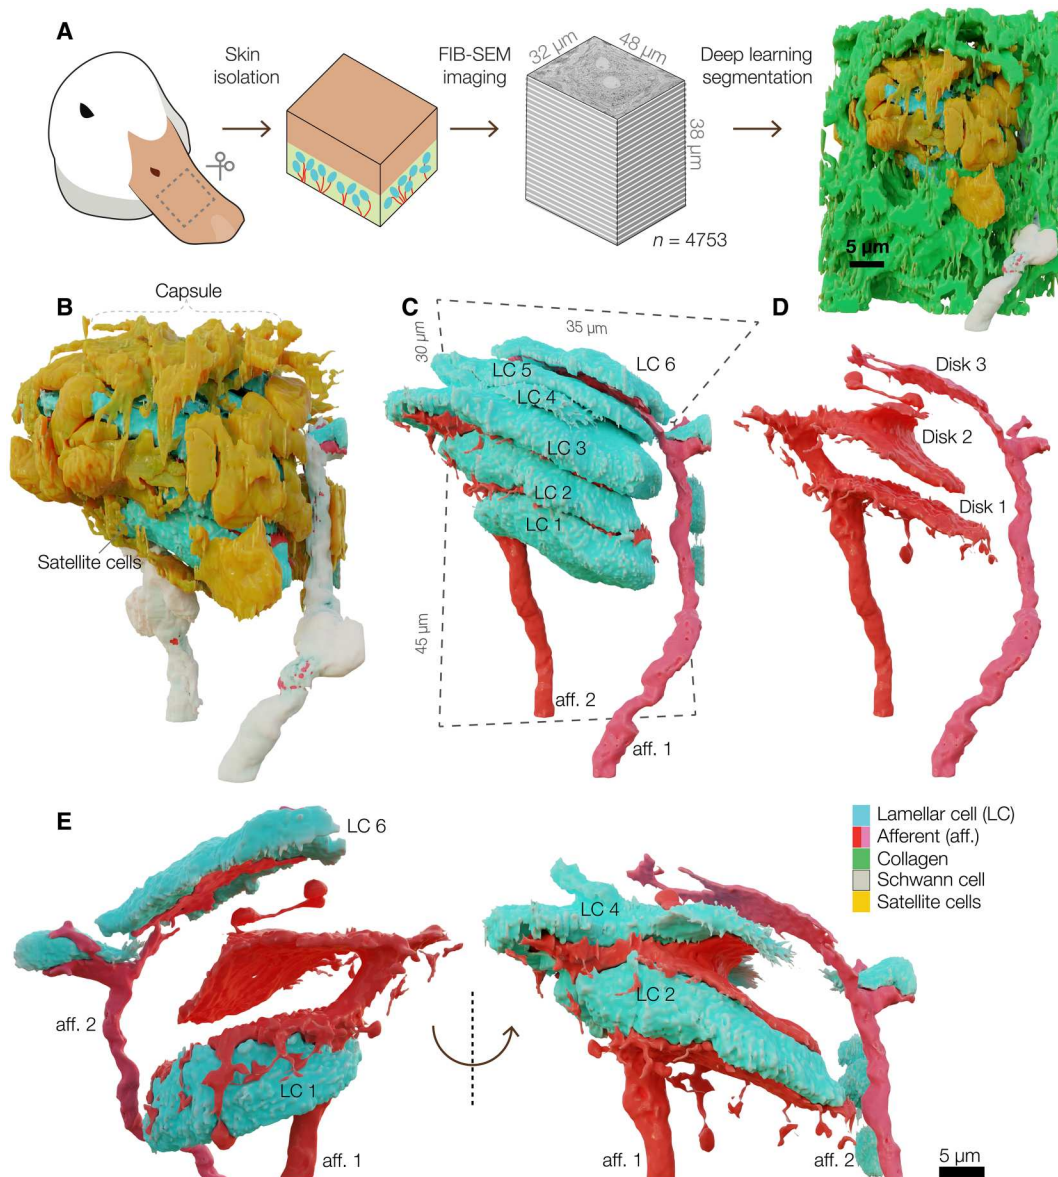 A
Skin
isolation
FIB-SEM
imaging
32 µm
48 µm
38 µm
n = 4753
Deep learning
segmentation
5 µm
B
Capsule
Satellite cells
C
30 µm
35 µm
45 µm
LC 6
LC 5
LC 4
LC 3
LC 2
LC 1
aff. 2
aff. 1
D
Disk 3
Disk 2
Disk 1
E
LC 6
aff. 2
LC 1
aff. 1
LC 4
LC 2
aff. 1
aff. 2
Lamellar cell (LC)
Afferent (aff.)
Collagen
Schwann cell
Satellite cells
5 µm